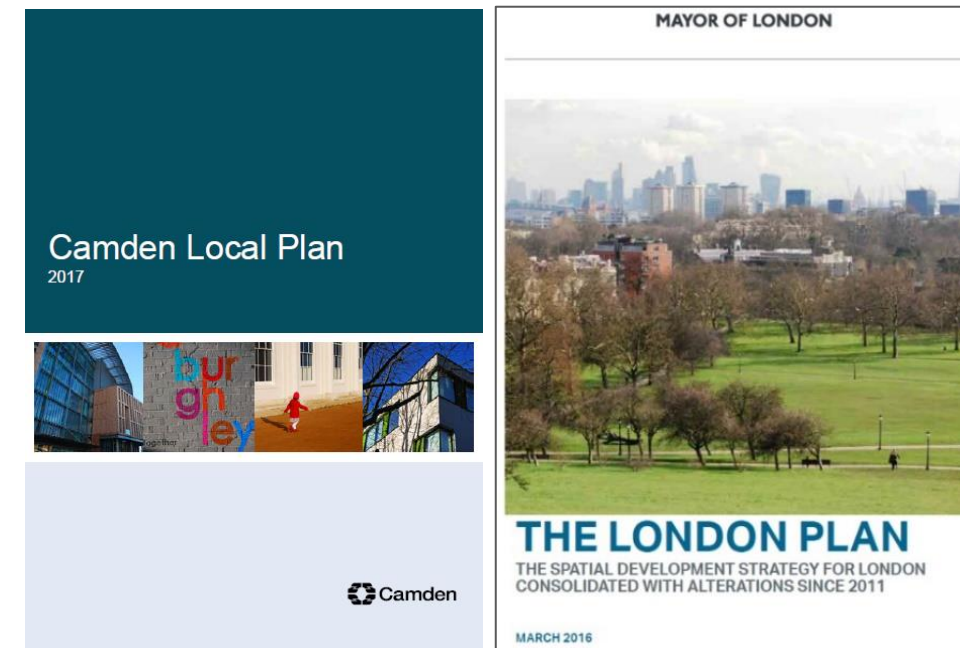 Camden Local Plan
2017
bur
gh
ley
together
Camden
MAYOR OF LONDON
THE LONDON PLAN
THE SPATIAL DEVELOPMENT STRATEGY FOR LONDON
CONSOLIDATED WITH ALTERATIONS SINCE 2011
MARCH 2016